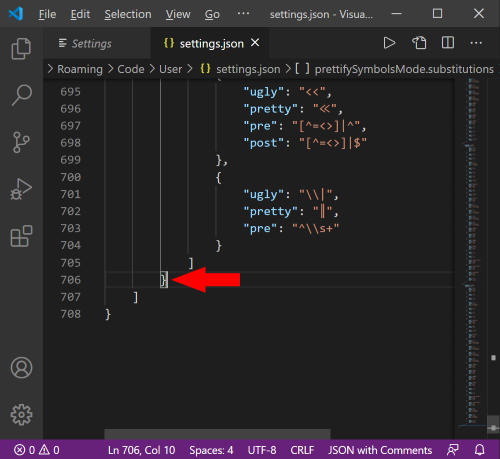 File Edit Selection View Go ··· settings.json - Visua...
Settings {} settings.json
Roaming > Code > User > {} settings.json > [ ] prettifySymbolsMode.substitutions
695 "ugly": "<<",
696 "pretty": "≪",
697 "pre": "[^=<>]|^",
698 "post": "[^=<>]|$"
699 },
700 {
701 "ugly": "\\|",
702 "pretty": "║",
703 "pre": "^\\s+"
704 }
705 ]
706 }
707 ]
708 }
0 0 Ln 706, Col 10 Spaces: 4 UTF-8 CRLF JSON with Comments